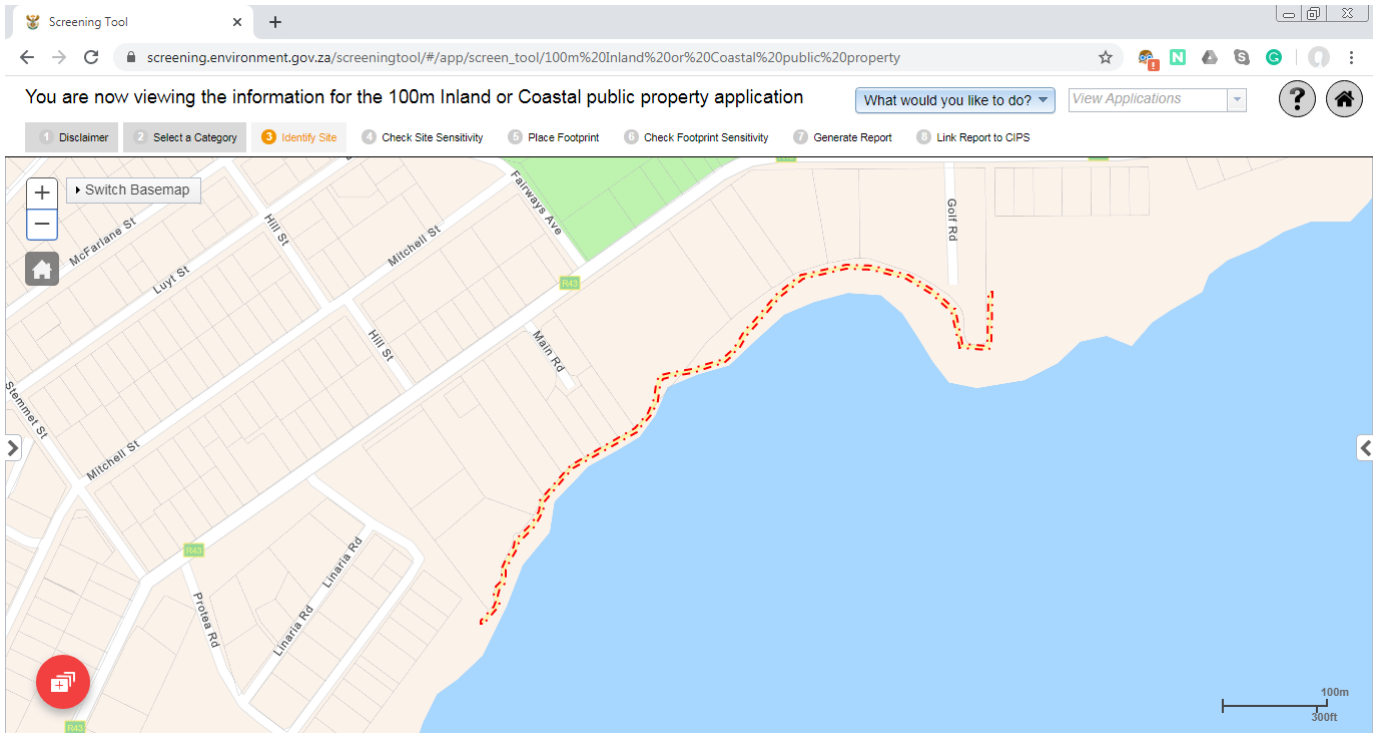 Screening Tool
screening.environment.gov.za/screeningtool/#/app/screen_tool/100m%20Inland%20or%20Coastal%20public%20property
You are now viewing the information for the 100m Inland or Coastal public property application
What would you like to do?
View Applications
?
1 Disclaimer
2 Select a Category
3 Identify Site
4 Check Site Sensitivity
5 Place Footprint
6 Check Footprint Sensitivity
7 Generate Report
8 Link Report to CIPS
Switch Basemap
McFarlane St
Hill St
Luyt St
Mitchell St
Fairways Ave
Golf Rd
R43
Hill St
Main Rd
Stemmet St
Mitchell St
R43
Linaria Rd
Protea Rd
Linaria Rd
R43
100m
300ft